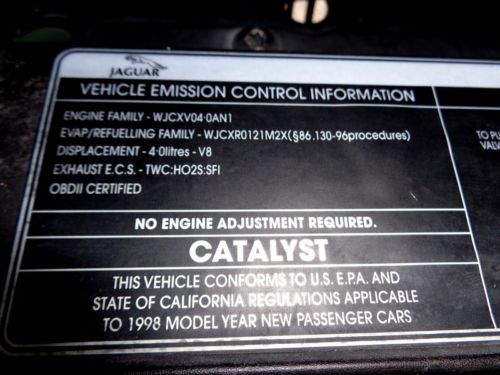 JAGUAR
VEHICLE EMISSION CONTROL INFORMATION
ENGINE FAMILY - WJCXV04·0AN1
EVAP/REFUELLING FAMILY - WJCXR0121M2X(§86.130-96procedures)
DISPLACEMENT - 4·0litres - V8
EXHAUST E.C.S. - TWC:HO2S:SFI
OBDII CERTIFIED
TO
VALV
NO ENGINE ADJUSTMENT REQUIRED.
CATALYST
THIS VEHICLE CONFORMS TO U.S. E.P.A. AND
STATE OF CALIFORNIA REGULATIONS APPLICABLE
TO 1998 MODEL YEAR NEW PASSENGER CARS